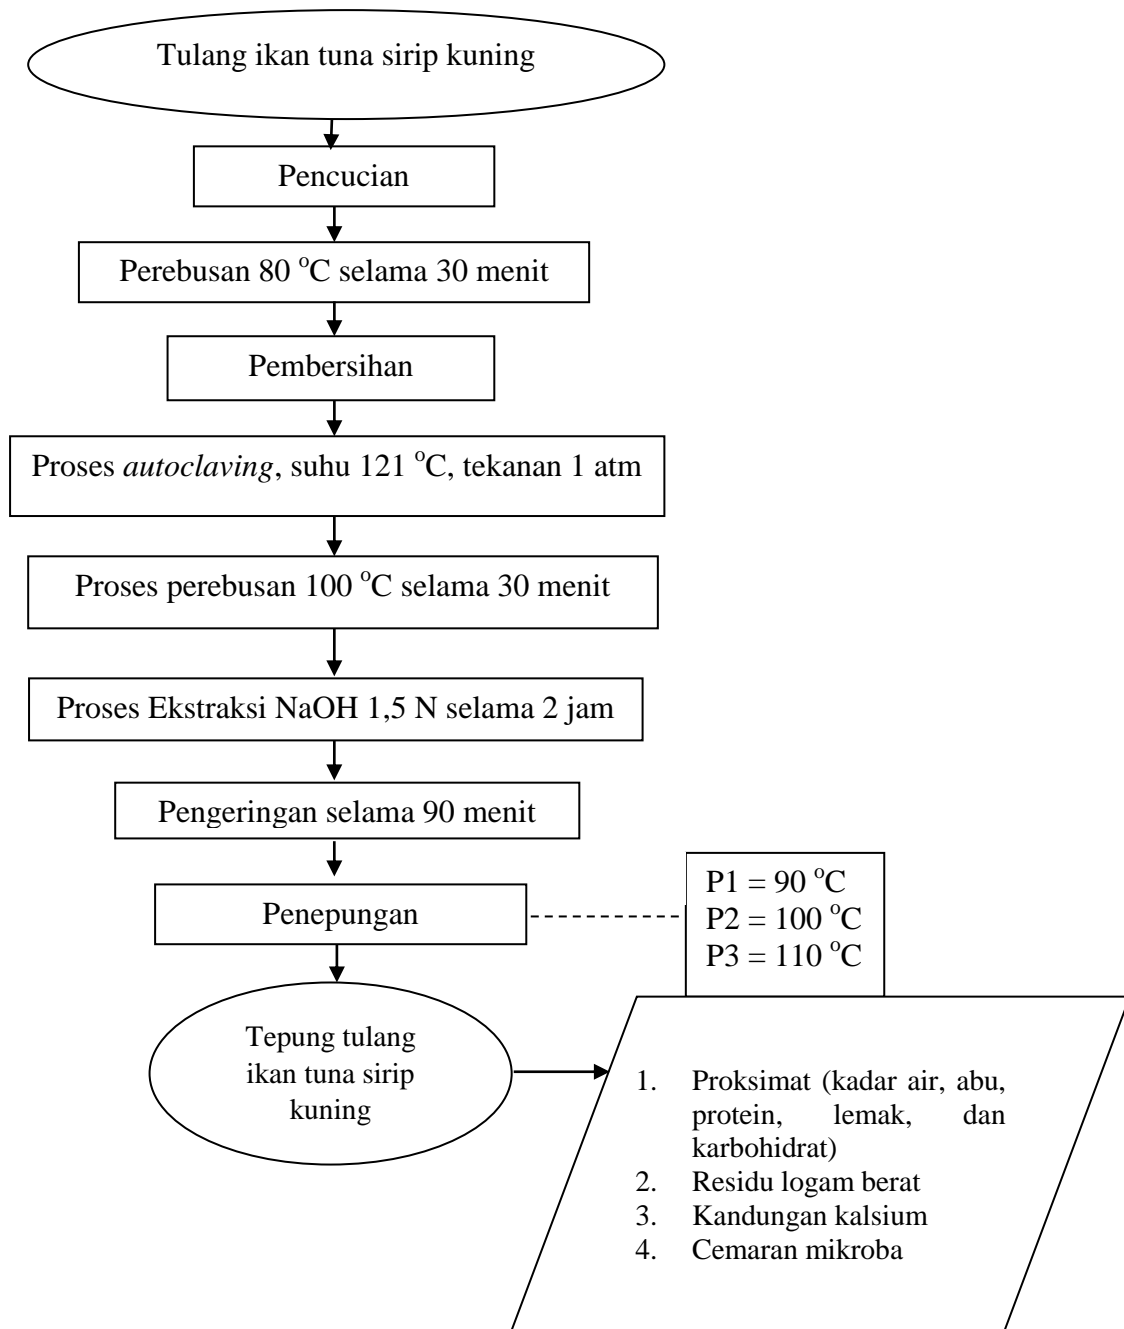 Tulang ikan tuna sirip kuning
Pencucian
Perebusan 80 °C selama 30 menit
Pembersihan
Proses autoclaving, suhu 121 °C, tekanan 1 atm
Proses perebusan 100 °C selama 30 menit
Proses Ekstraksi NaOH 1,5 N selama 2 jam
Pengeringan selama 90 menit
Penepungan
P1 = 90 °C
P2 = 100 °C
P3 = 110 °C
Tepung tulang
ikan tuna sirip
kuning
1. Proksimat (kadar air, abu,
protein, lemak, dan
karbohidrat)
2. Residu logam berat
3. Kandungan kalsium
4. Cemaran mikroba